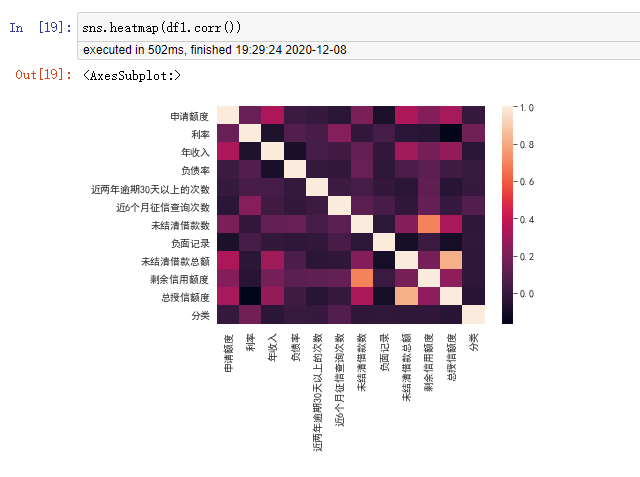 In [19]: sns.heatmap(df1.corr())
executed in 502ms, finished 19:29:24 2020-12-08
Out[19]: <AxesSubplot:>
申请额度
利率
年收入
负债率
近两年逾期30天以上的次数
近6个月征信查询次数
未结清借款数
负面记录
未结清借款总额
剩余信用额度
总授信额度
分类
1.0
0.8
0.6
0.4
0.2
0.0
申请额度
利率
年收入
负债率
近两年逾期30天以上的次数
近6个月征信查询次数
未结清借款数
负面记录
未结清借款总额
剩余信用额度
总授信额度
分类